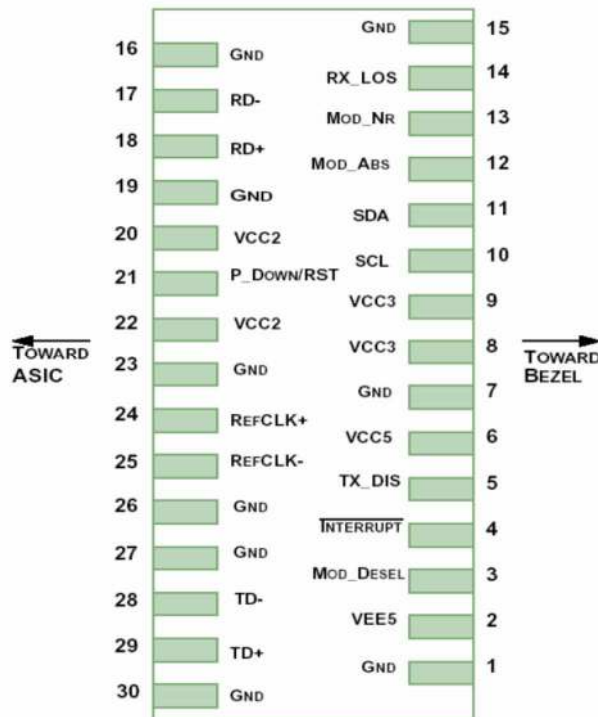 16 GND
17 RD-
18 RD+
19 GND
20 VCC2
21 P_DOWN/RST
22 VCC2
23 GND
24 REFCLK+
25 REFCLK-
26 GND
27 GND
28 TD-
29 TD+
30 GND
GND 15
RX_LOS 14
MOD_NR 13
MOD_ABS 12
SDA 11
SCL 10
VCC3 9
VCC3 8
GND 7
VCC5 6
TX_DIS 5
INTERRUPT 4
MOD_DESEL 3
VEE5 2
GND 1
TOWARD
ASIC
TOWARD
BEZEL